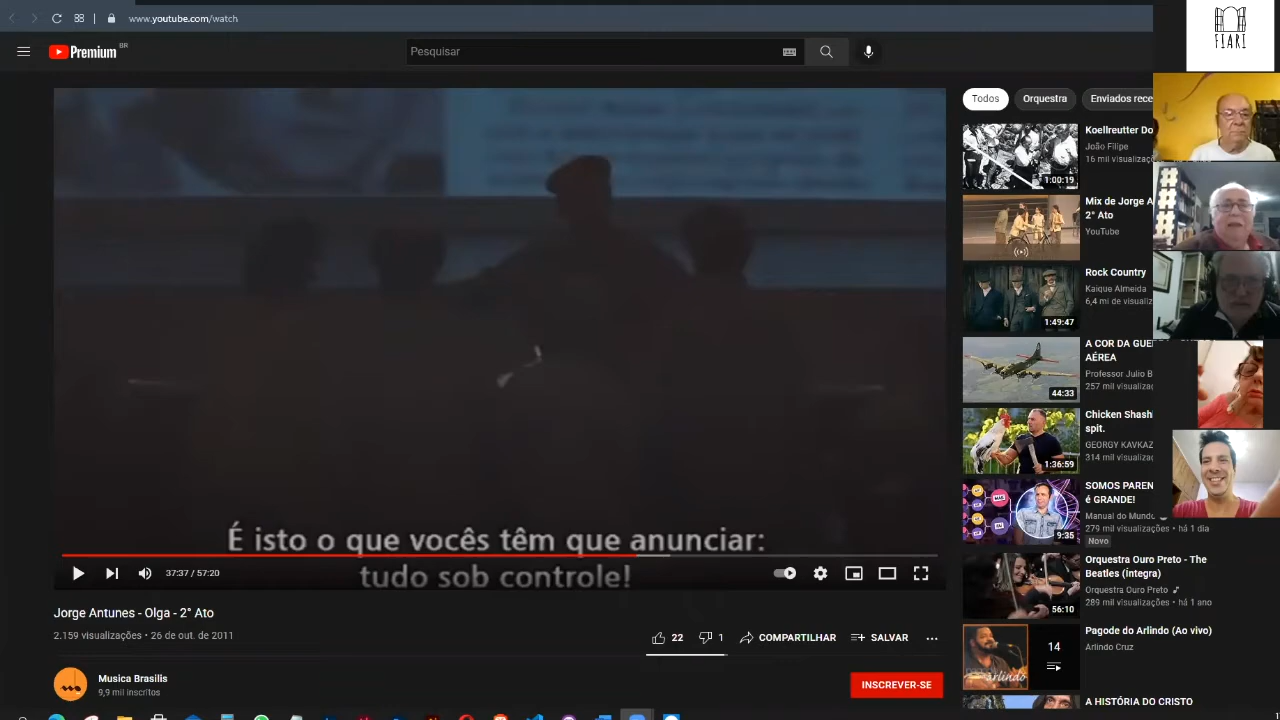 www.youtube.com/watch
FIARI
Premium BR
Pesquisar
Todos
Orquestra
Enviados rece
É isto o que vocês têm que anunciar:
tudo sob controle!
37:37 / 57:20
Jorge Antunes - Olga - 2° Ato
2.159 visualizações • 26 de out. de 2011
22
1
COMPARTILHAR
SALVAR
Musica Brasilis
9,9 mil inscritos
INSCREVER-SE
Koellreutter Do
João Filipe
16 mil visualizaç
1:00:19
Mix de Jorge A
2° Ato
YouTube
Rock Country
Kaique Almeida
6,4 mi de visualiz
1:49:47
A COR DA GUE
AÉREA
Professor Julio B
257 mil visualiza
44:33
Chicken Shashl
spit.
GEORGY KAVKAZ
314 mil visualiza
1:36:59
SOMOS PAREN
é GRANDE!
Manual do Mundo
279 mil visualizações • há 1 dia
Novo
9:35
Orquestra Ouro Preto - The
Beatles (Íntegra)
Orquestra Ouro Preto
289 mil visualizações • há 1 ano
56:10
Pagode do Arlindo (Ao vivo)
Arlindo Cruz
14
arlindo
A HISTÓRIA DO CRISTO